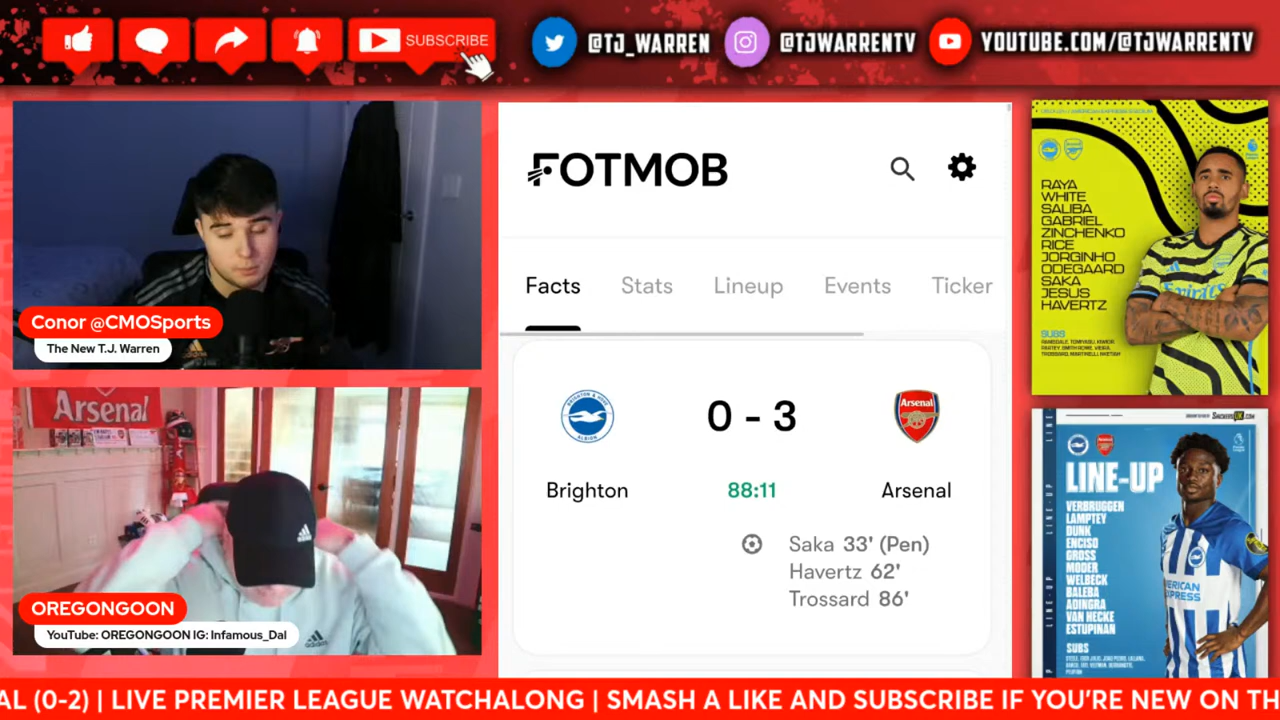 SUBSCRIBE
@TJ_WARREN
@TJWARRENTV
YOUTUBE.COM/@TJWARRENTV
Conor @CMOSports
The New T.J. Warren
Arsenal
OREGONGOON
YouTube: OREGONGOON IG: Infamous_Dal
FOTMOB
Facts Stats Lineup Events Ticker
0 - 3
Arsenal
Brighton
88:11
Arsenal
Saka 33' (Pen)
Havertz 62'
Trossard 86'
RAYA
WHITE
SALIBA
GABRIEL
ZINCHENKO
RICE
JORGINHO
ODEGAARD
SAKA
JESUS
HAVERTZ
SUBS
LINE-UP
VERBRUGGEN
LAMPTEY
DUNK
ENCISO
GROSS
MODER
WELBECK
BALEBA
ADINGRA
VAN HECKE
ESTUPINAN
SUBS
AMERICAN
EXPRESS
AL (0-2) | LIVE PREMIER LEAGUE WATCHALONG | SMASH A LIKE AND SUBSCRIBE IF YOU'RE NEW ON TH